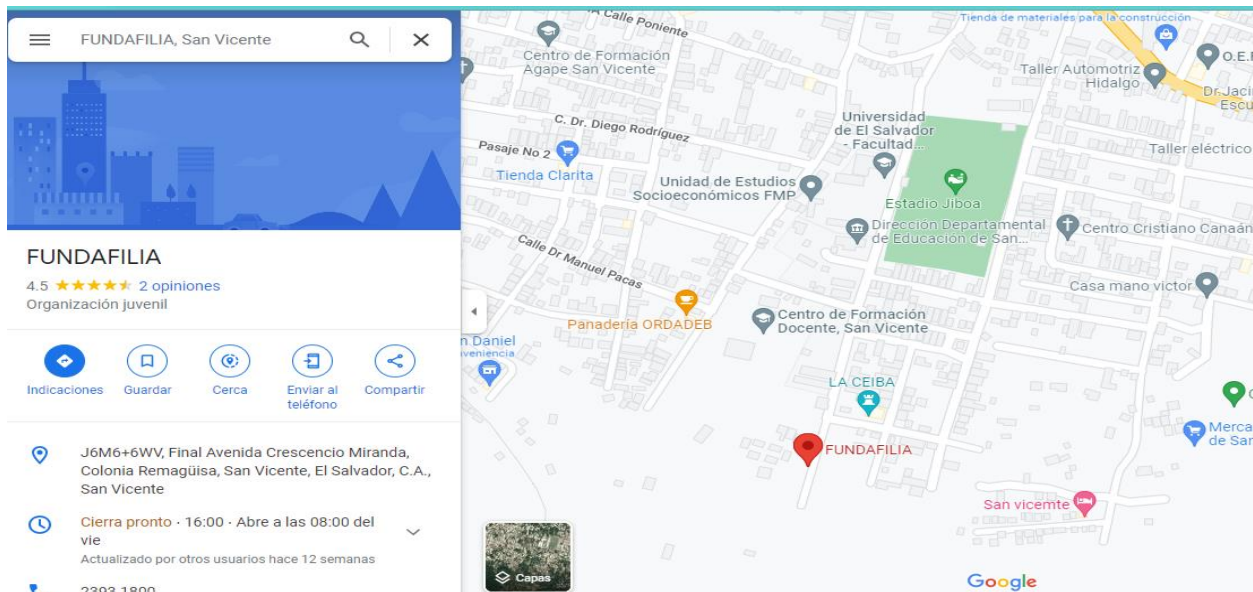 FUNDAFILIA, San Vicente
FUNDAFILIA
4.5
2 opiniones
Organización juvenil
Indicaciones
Guardar
Cerca
Enviar al
teléfono
Compartir
J6M6+6WV, Final Avenida Crescencio Miranda,
Colonia Remagüisa, San Vicente, El Salvador, C.A.,
San Vicente
Cierra pronto · 16:00 · Abre a las 08:00 del
vie
Actualizado por otros usuarios hace 12 semanas
2393 1800
Calle Poniente
Centro de Formación
Agape San Vicente
C. Dr. Diego Rodríguez
Pasaje No 2
Tienda Clarita
Unidad de Estudios
Socioeconómicos FMP
Universidad
de El Salvador
- Facultad...
Estadio Jiboa
Dirección Departamental
de Educación de San...
Tienda de materiales para la construcción
Taller Automotriz
Hidalgo
Taller eléctrico
Centro Cristiano Canaán
Casa mano victor
Calle Dr Manuel Pacas
Panadería ORDADEB
Centro de Formación
Docente, San Vicente
n Daniel
LA CEIBA
FUNDAFILIA
Merca
de Sar
San vicemte
Capas
Google